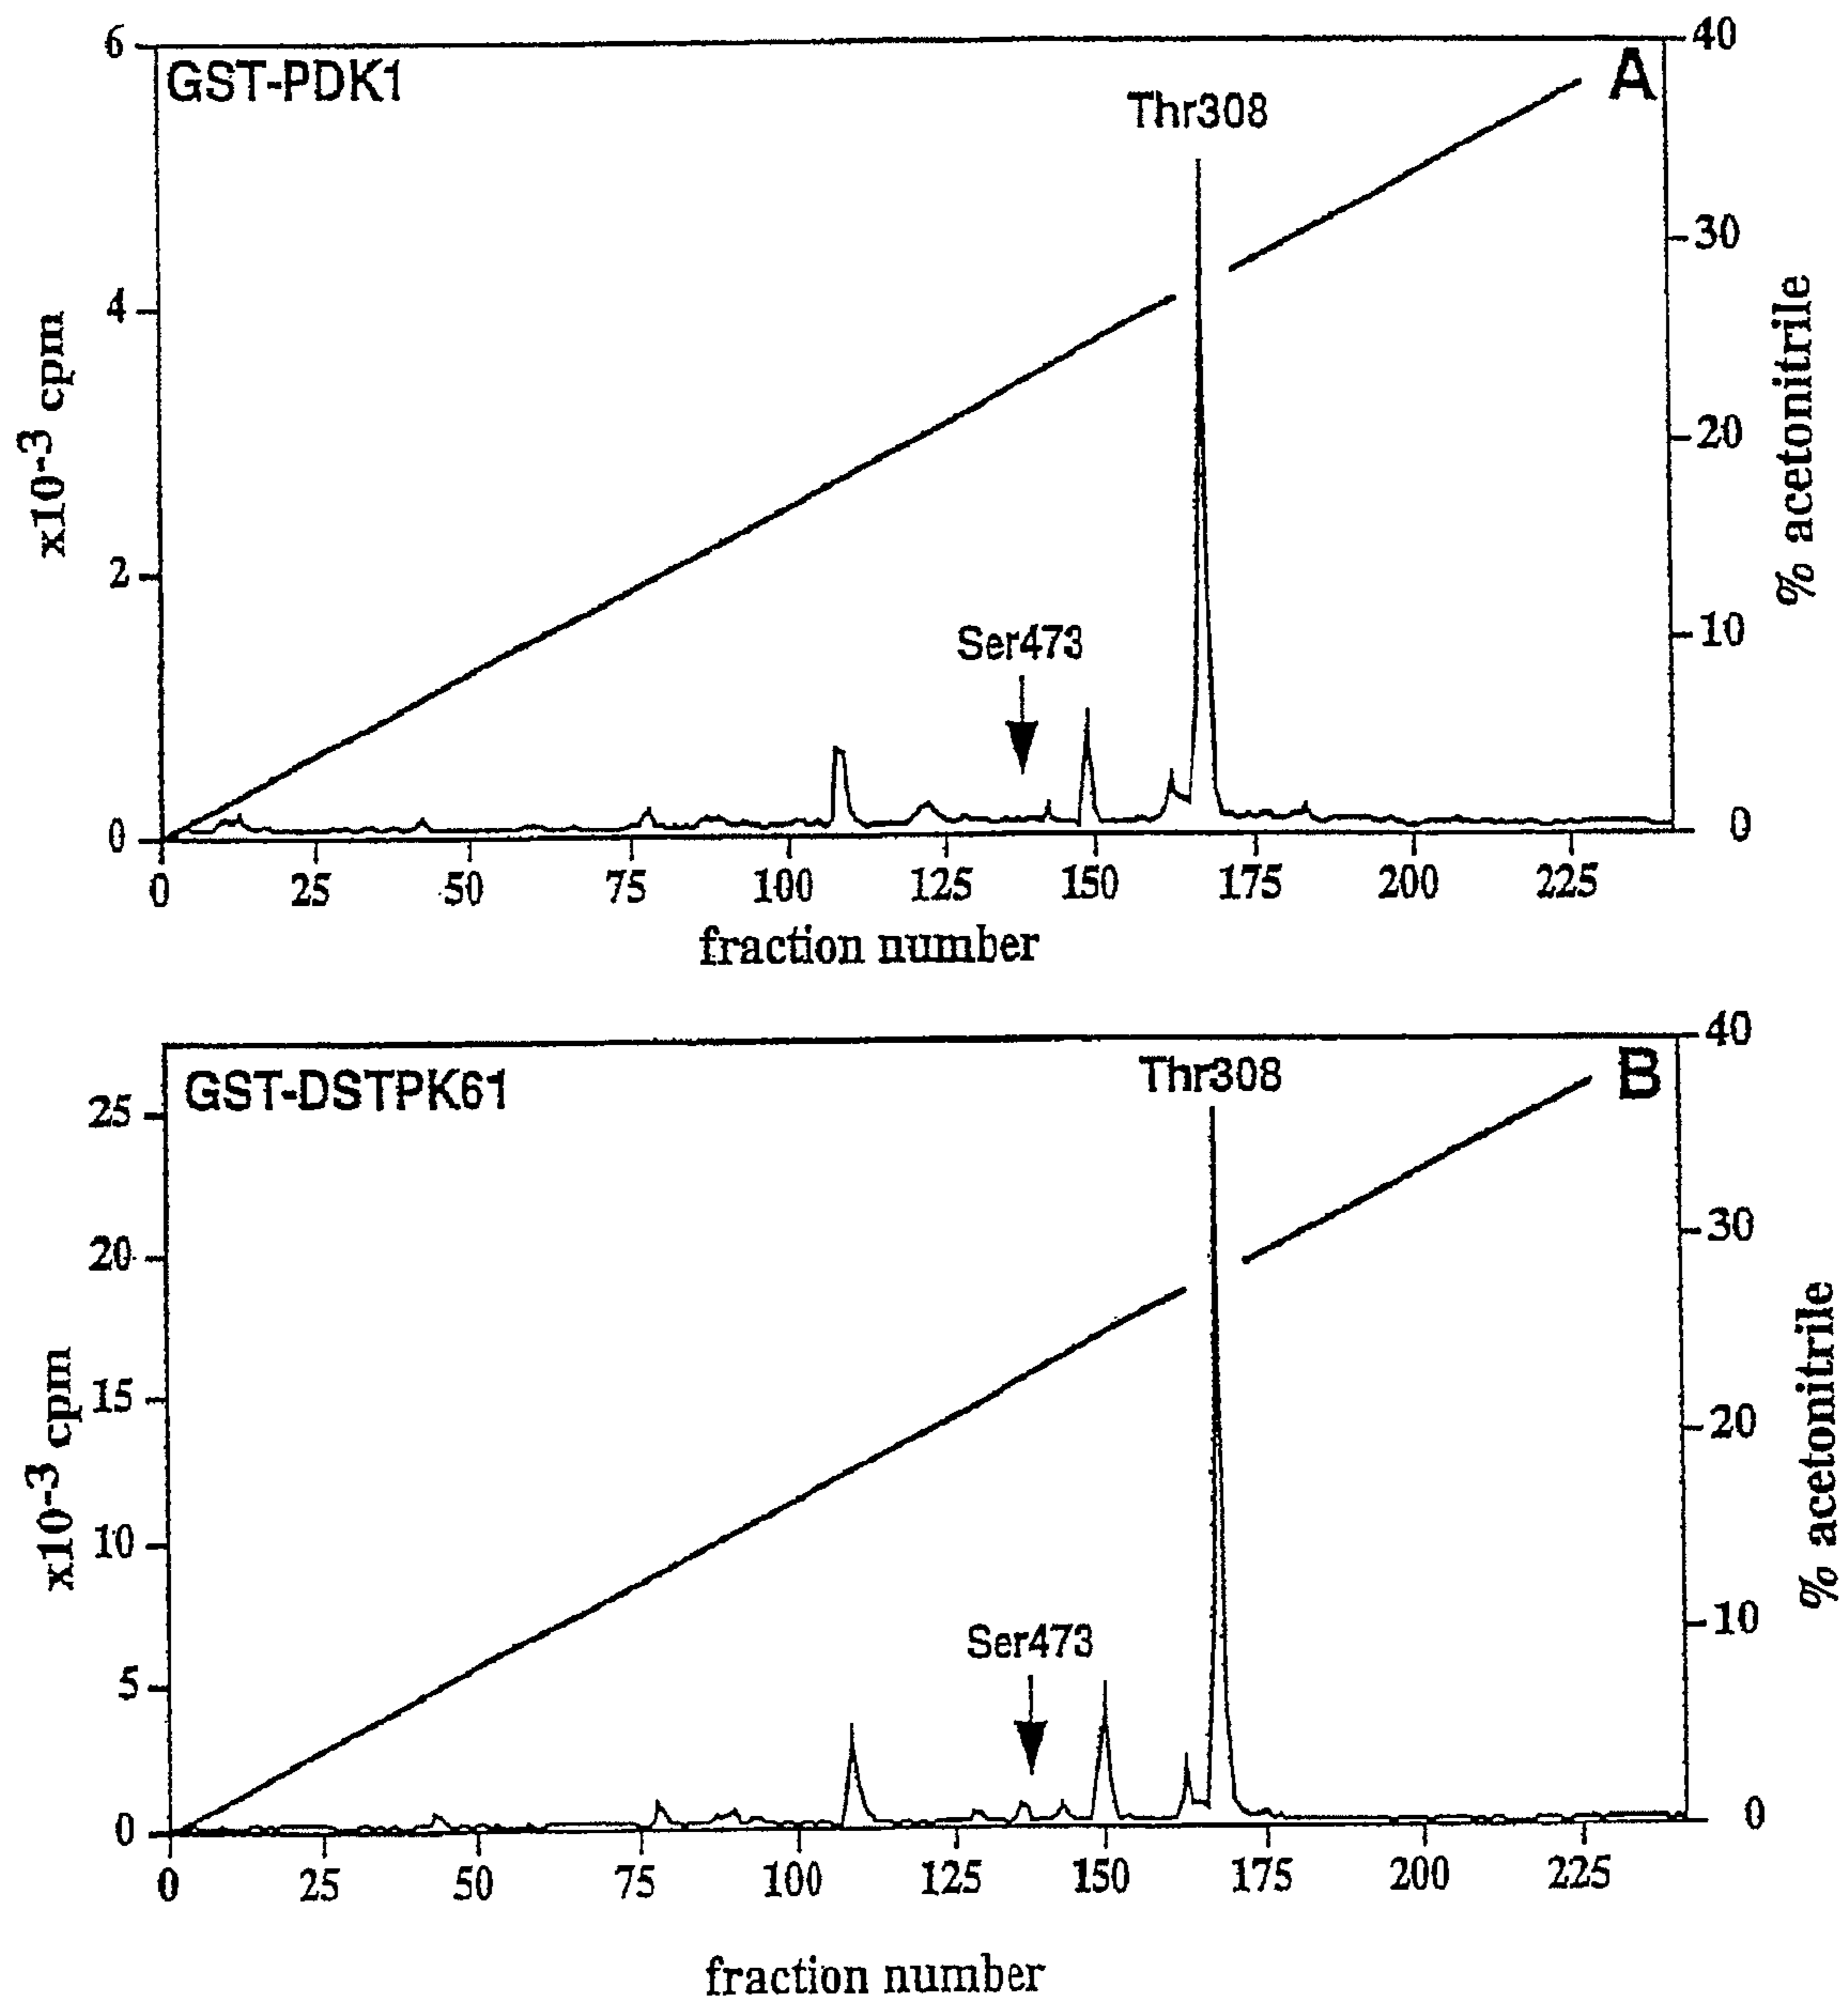 GST-PDK1
A
Thr308
Ser473
6
4
2
0
x10-3 cpm
40
30
20
10
0
% acetonitrile
0 25 50 75 100 125 150 175 200 225
fraction number
GST-DSTPK61
B
Thr308
Ser473
25
20
15
10
5
0
x10-3 cpm
40
30
20
10
0
% acetonitrile
0 25 50 75 100 125 150 175 200 225
fraction number